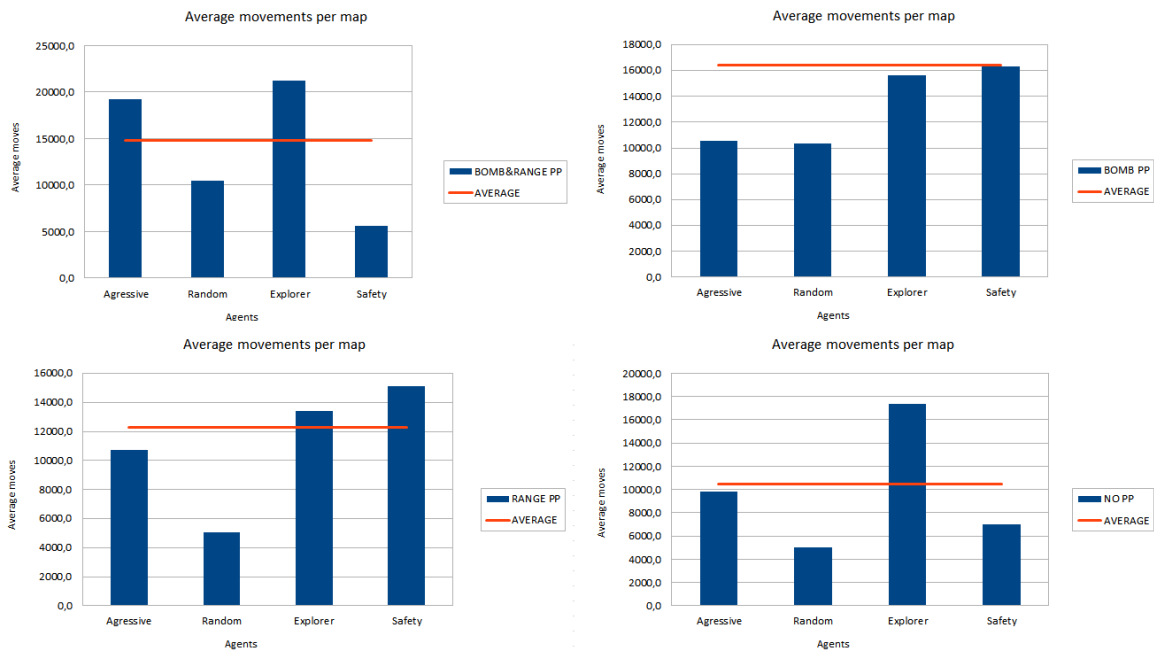 Average movements per map
25000,0
20000,0
15000,0
10000,0
5000,0
0,0
Average moves
Agressive Random Explorer Safety
Agents
BOMB&RANGE PP
AVERAGE
Average movements per map
18000,0
16000,0
14000,0
12000,0
10000,0
8000,0
6000,0
4000,0
2000,0
0,0
Average moves
Agressive Random Explorer Safety
Agents
BOMB PP
AVERAGE
Average movements per map
16000,0
14000,0
12000,0
10000,0
8000,0
6000,0
4000,0
2000,0
0,0
Average moves
Agressive Random Explorer Safety
Agents
RANGE PP
AVERAGE
Average movements per map
20000,0
18000,0
16000,0
14000,0
12000,0
10000,0
8000,0
6000,0
4000,0
2000,0
0,0
Average moves
Agressive Random Explorer Safety
Agents
NO PP
AVERAGE